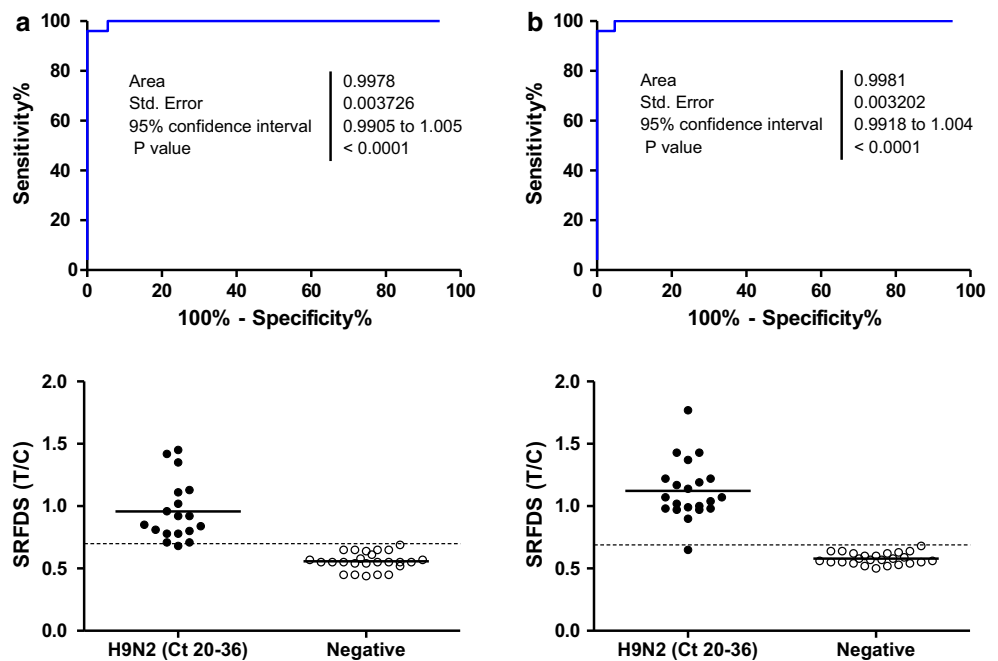 a
100
80
60
40
20
0
Sensitivity%
Area 0.9978
Std. Error 0.003726
95% confidence interval 0.9905 to 1.005
P value < 0.0001
0 20 40 60 80 100
100% - Specificity%
b
100
80
60
40
20
0
Sensitivity%
Area 0.9981
Std. Error 0.003202
95% confidence interval 0.9918 to 1.004
P value < 0.0001
0 20 40 60 80 100
100% - Specificity%
2.0
1.5
1.0
0.5
0.0
SRFDS (T/C)
H9N2 (Ct 20-36) Negative
2.0
1.5
1.0
0.5
0.0
SRFDS (T/C)
H9N2 (Ct 20-36) Negative